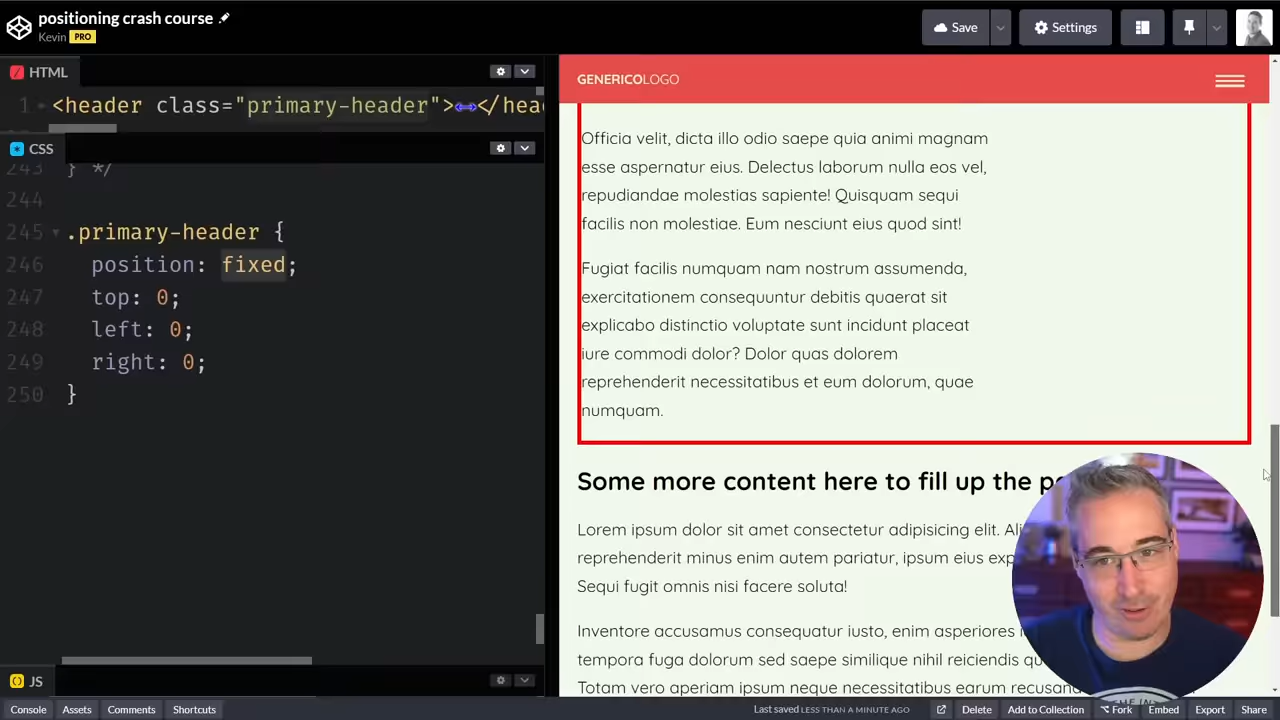 positioning crash course
Kevin PRO
Save
Settings
HTML
1 <header class="primary-header"></hea
CSS
243 } */
244
245 .primary-header {
246 position: fixed;
247 top: 0;
248 left: 0;
249 right: 0;
250 }
JS
GENERICOLOGO
Officia velit, dicta illo odio saepe quia animi magnam
esse aspernatur eius. Delectus laborum nulla eos vel,
repudiandae molestias sapiente! Quisquam sequi
facilis non molestiae. Eum nesciunt eius quod sint!
Fugiat facilis numquam nam nostrum assumenda,
exercitationem consequuntur debitis quaerat sit
explicabo distinctio voluptate sunt incidunt placeat
iure commodi dolor? Dolor quas dolorem
reprehenderit necessitatibus et eum dolorum, quae
numquam.
Some more content here to fill up the
Lorem ipsum dolor sit amet consectetur adipisicing elit.
reprehenderit minus enim autem pariatur, ipsum eius
Sequi fugit omnis nisi facere soluta!
Inventore accusamus consequatur iusto, enim asperiores
tempora fuga dolorum sed saepe similique nihil reiciendis
Totam vero aperiam ipsum neque necessitatibus earum
Console Assets Comments Shortcuts
Last saved LESS THAN A MINUTE AGO
Delete Add to Collection Fork Embed Export Share